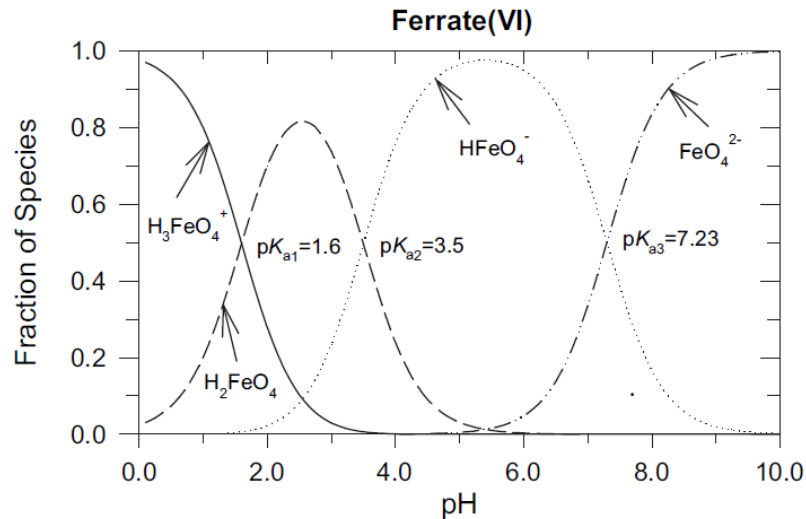 Ferrate(VI)
1.0
0.8
0.6
0.4
0.2
0.0
Fraction of Species
H₃FeO₄⁺
H₂FeO₄
HFeO₄⁻
FeO₄²⁻
pKₐ₁=1.6
pKₐ₂=3.5
pKₐ₃=7.23
0.0 2.0 4.0 6.0 8.0 10.0
pH